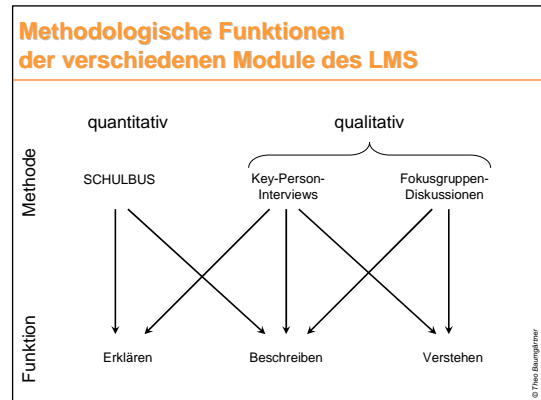 Methodologische Funktionen
der verschiedenen Module des LMS
quantitativ
qualitativ
Methode
SCHULBUS
Key-Person-
Interviews
Fokusgruppen-
Diskussionen
Funktion
Erklären
Beschreiben
Verstehen
© Theo Baumgärtner